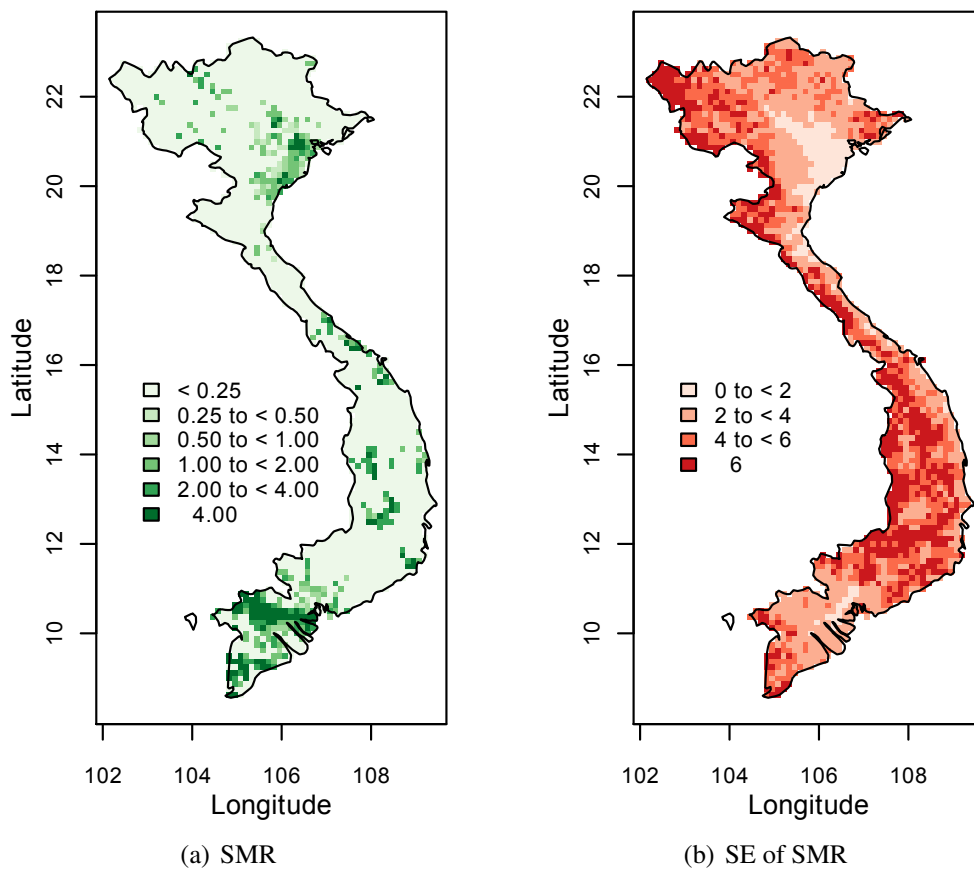 22
20
18
16
14
12
10
Latitude
< 0.25
0.25 to < 0.50
0.50 to < 1.00
1.00 to < 2.00
2.00 to < 4.00
4.00
102 104 106 108
Longitude
(a) SMR
22
20
18
16
14
12
10
Latitude
0 to < 2
2 to < 4
4 to < 6
6
102 104 106 108
Longitude
(b) SE of SMR